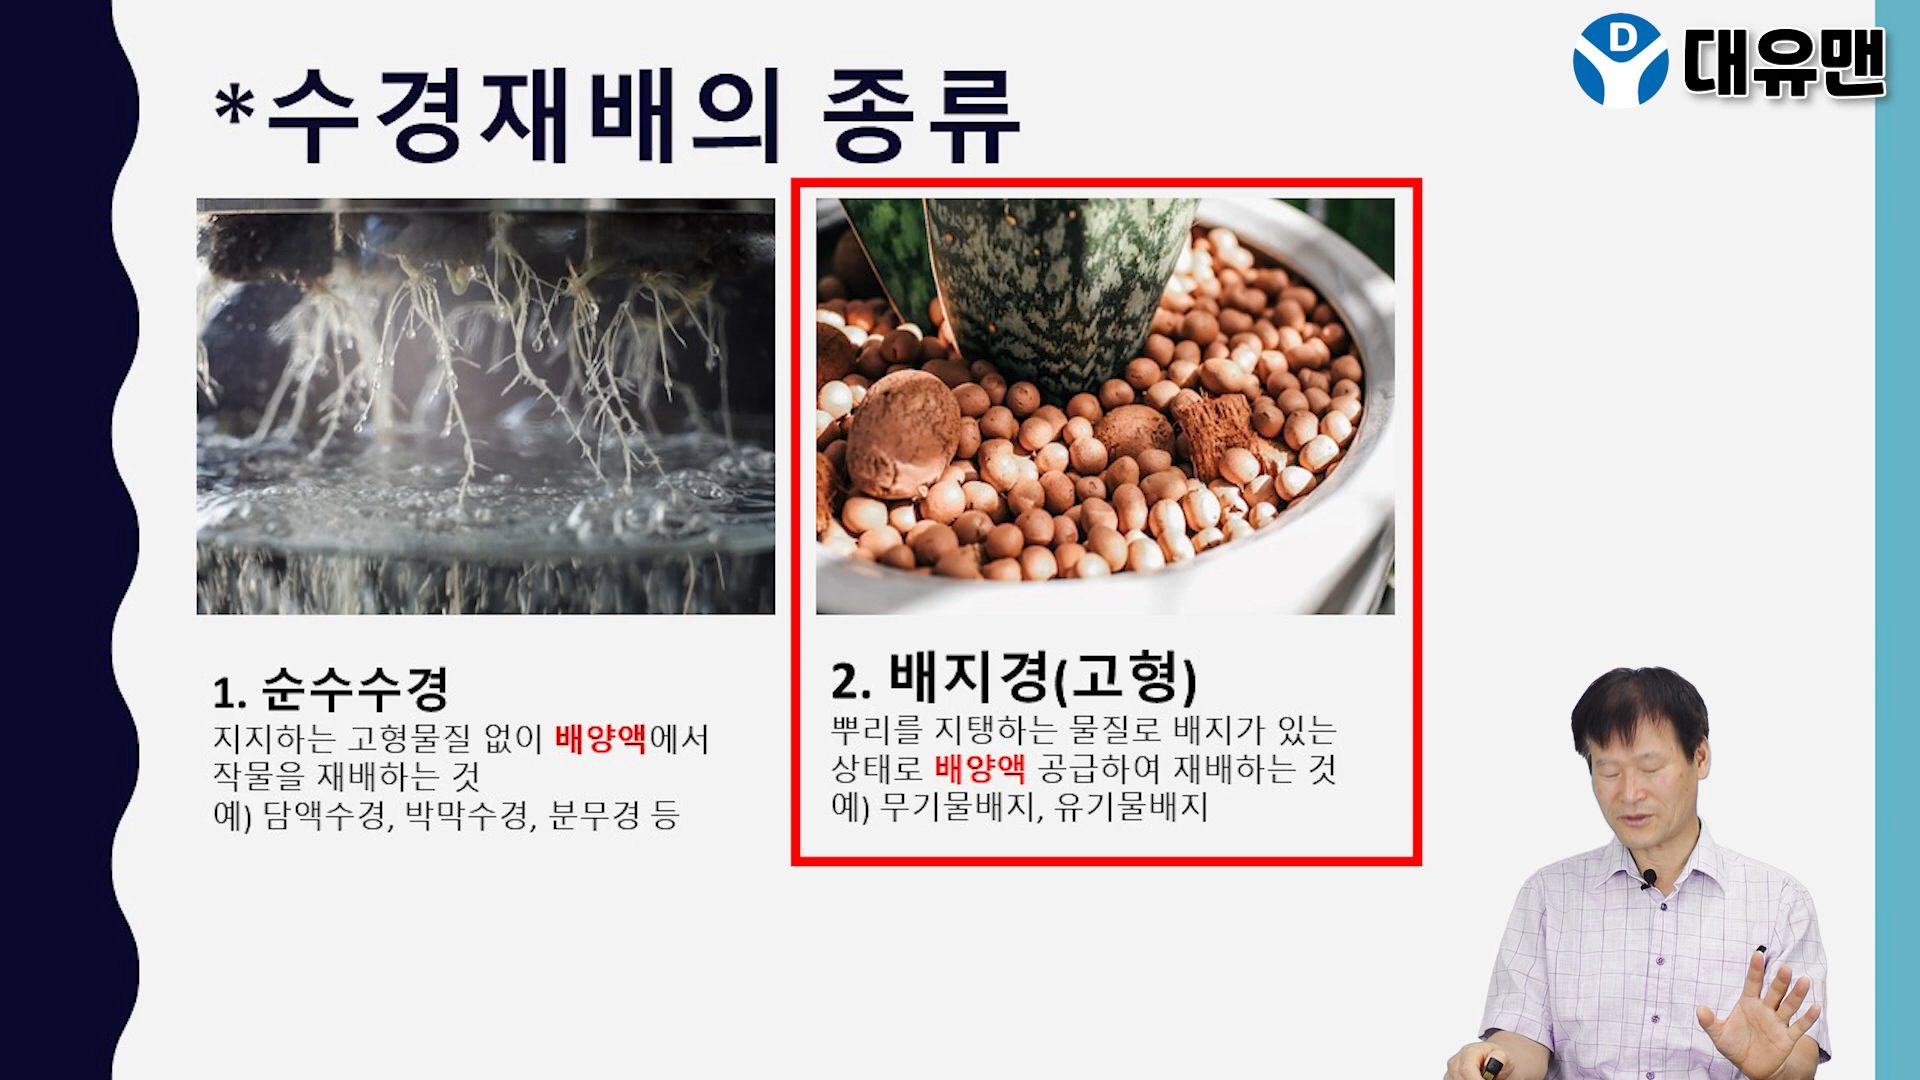 D 대유맨
*수경재배의 종류
1. 순수수경
지지하는 고형물질 없이 배양액에서
작물을 재배하는 것
예) 담액수경, 박막수경, 분무경 등
2. 배지경(고형)
뿌리를 지탱하는 물질로 배지가 있는
상태로 배양액 공급하여 재배하는 것
예) 무기물배지, 유기물배지